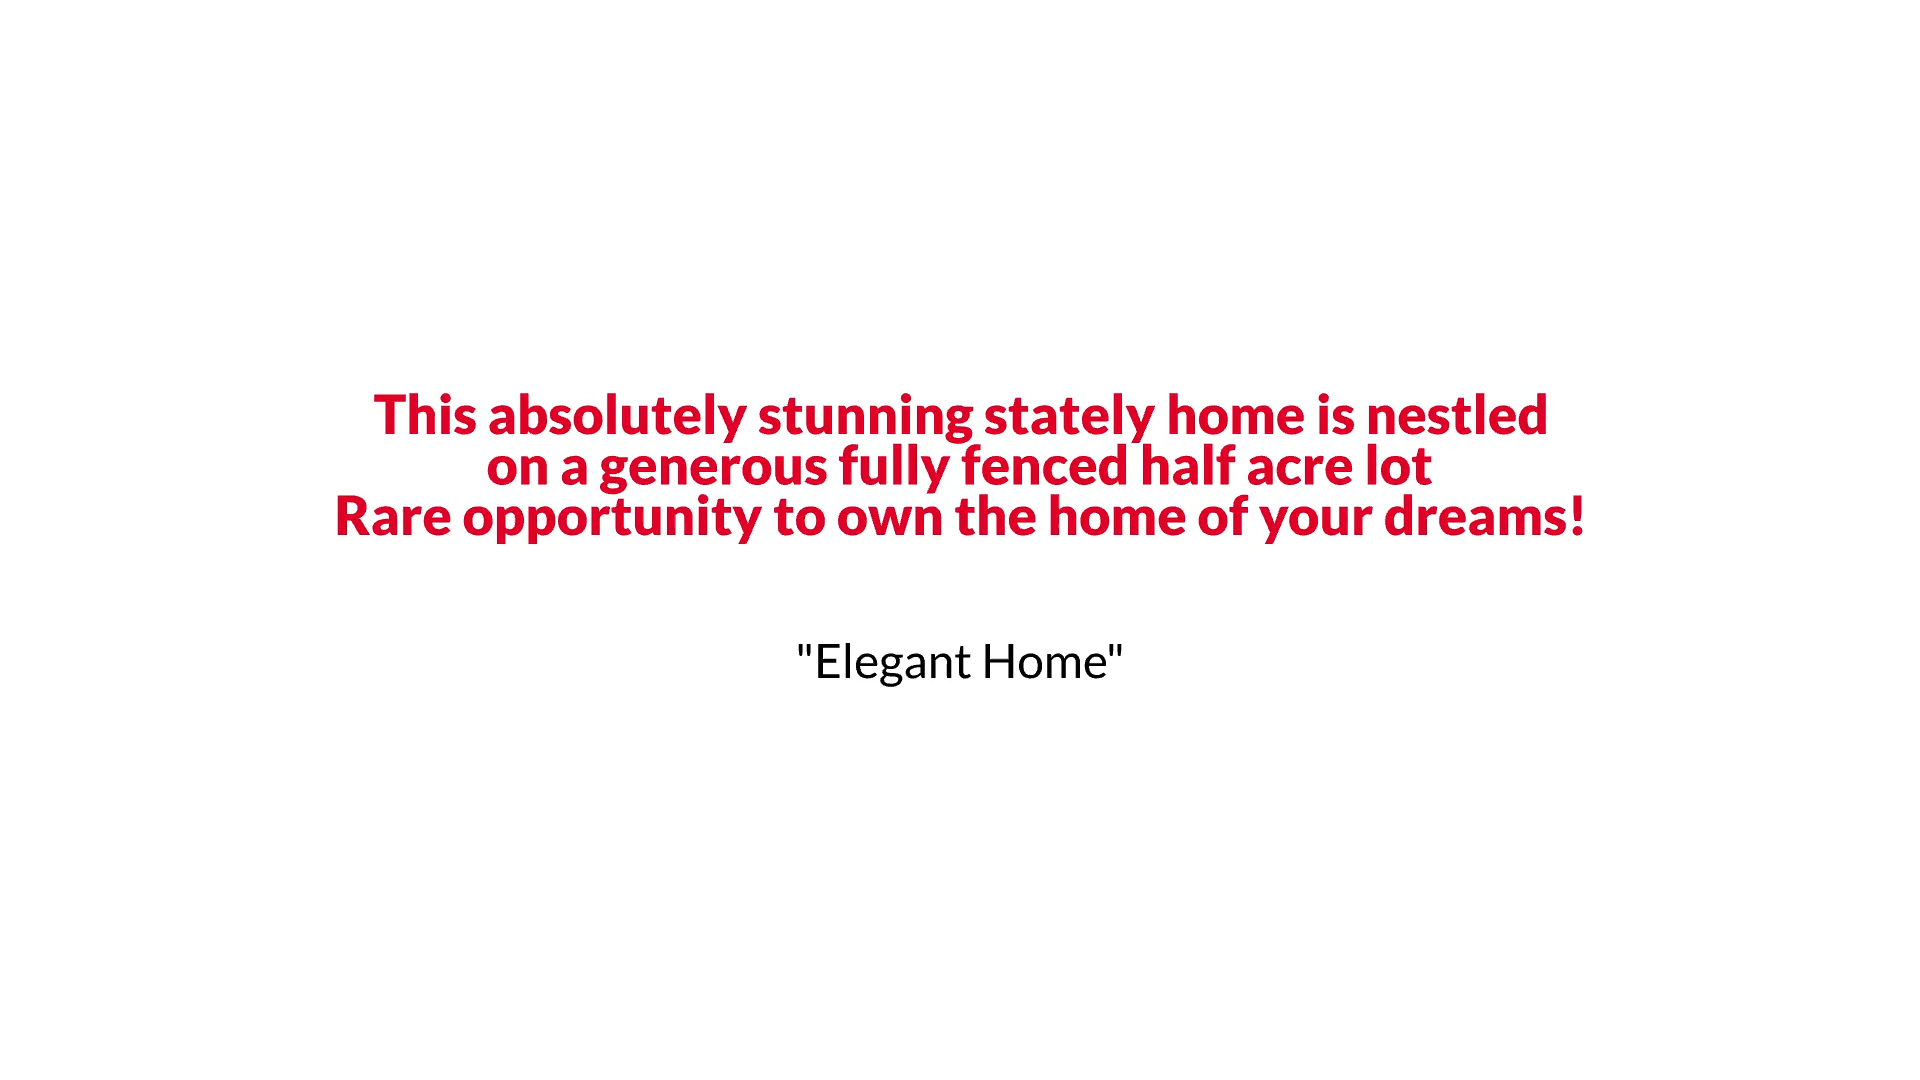 This absolutely stunning stately home is nestled
on a generous fully fenced half acre lot
Rare opportunity to own the home of your dreams!
"Elegant Home"